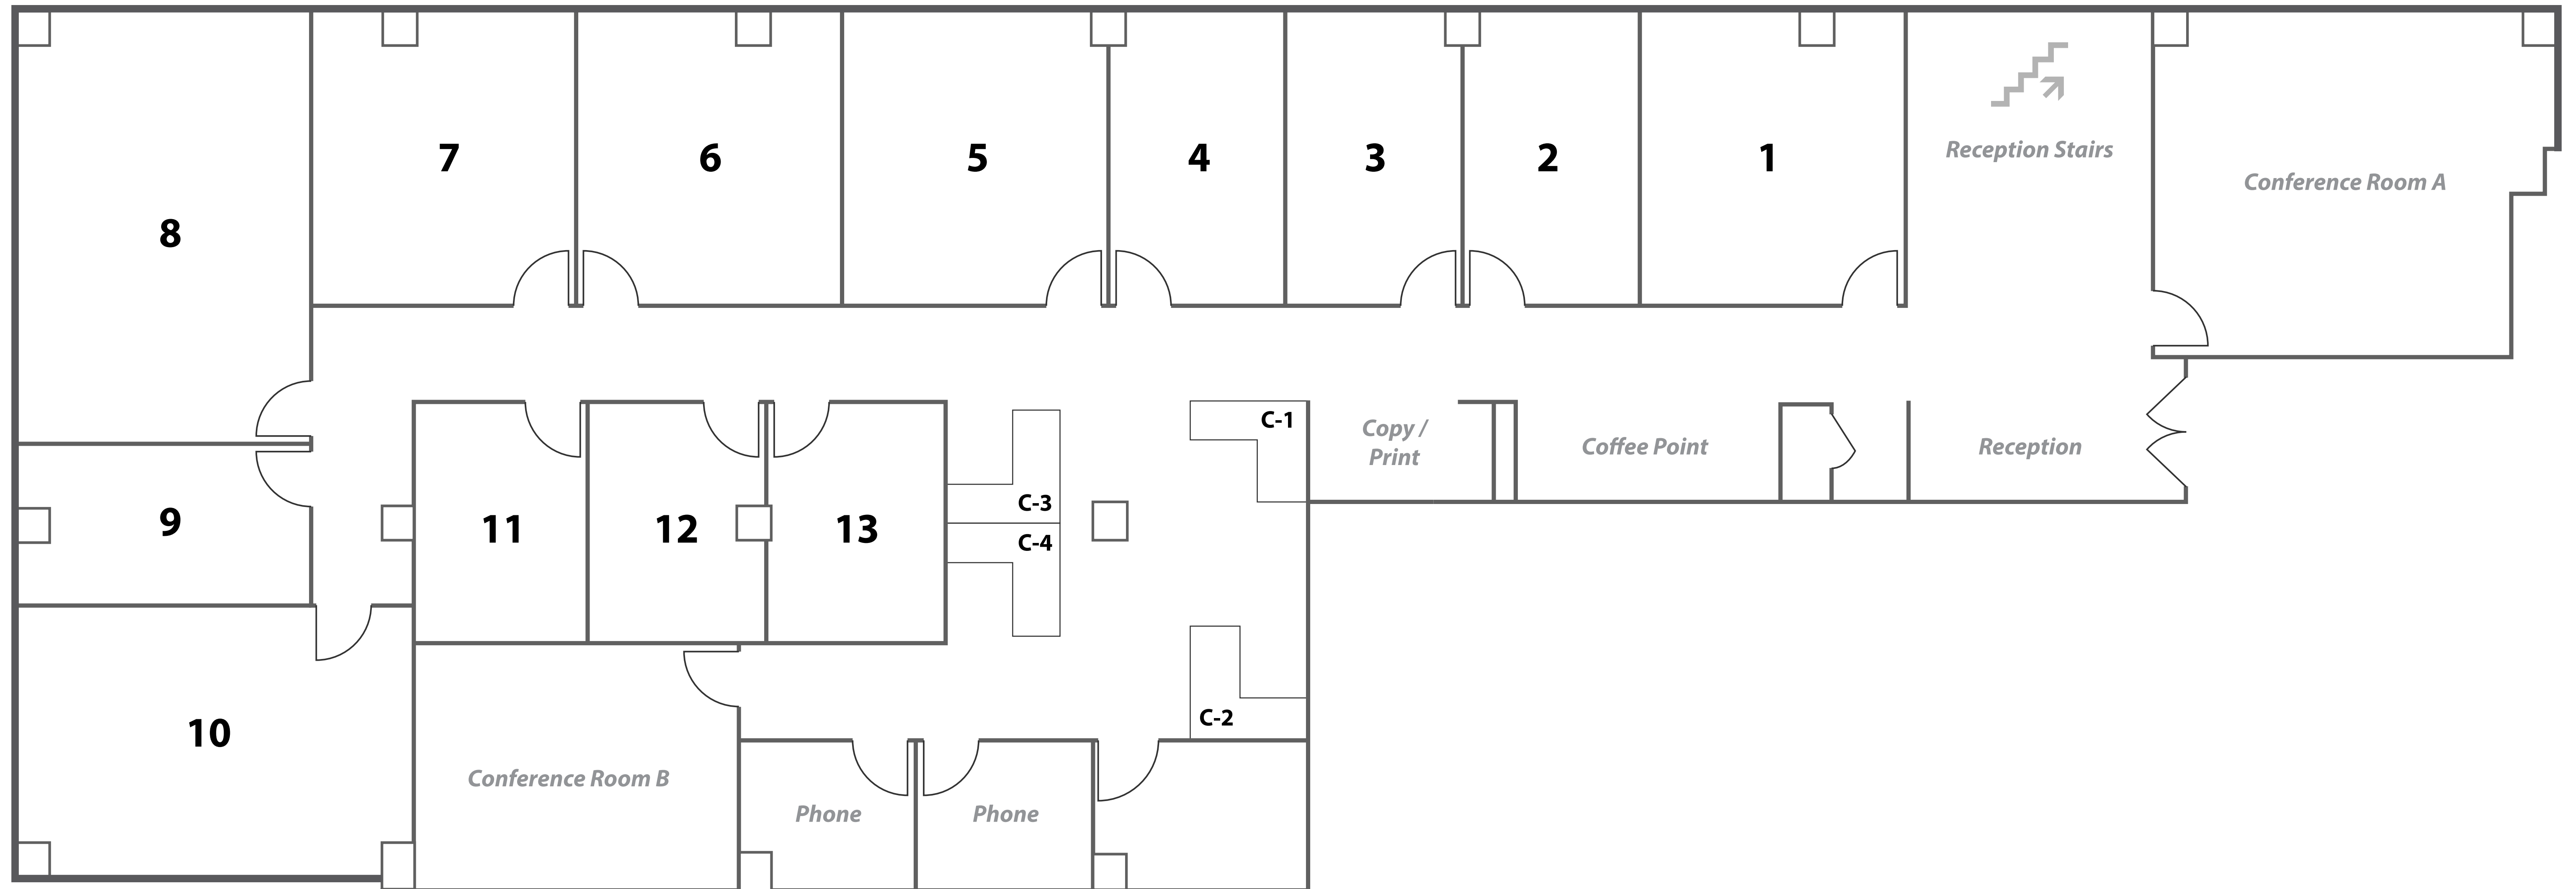 7
6
5
4
3
2
1
Reception Stairs
Conference Room A
8
C-1
Copy /
Print
Coffee Point
Reception
C-3
9
11
12
13
C-4
10
C-2
Conference Room B
Phone
Phone